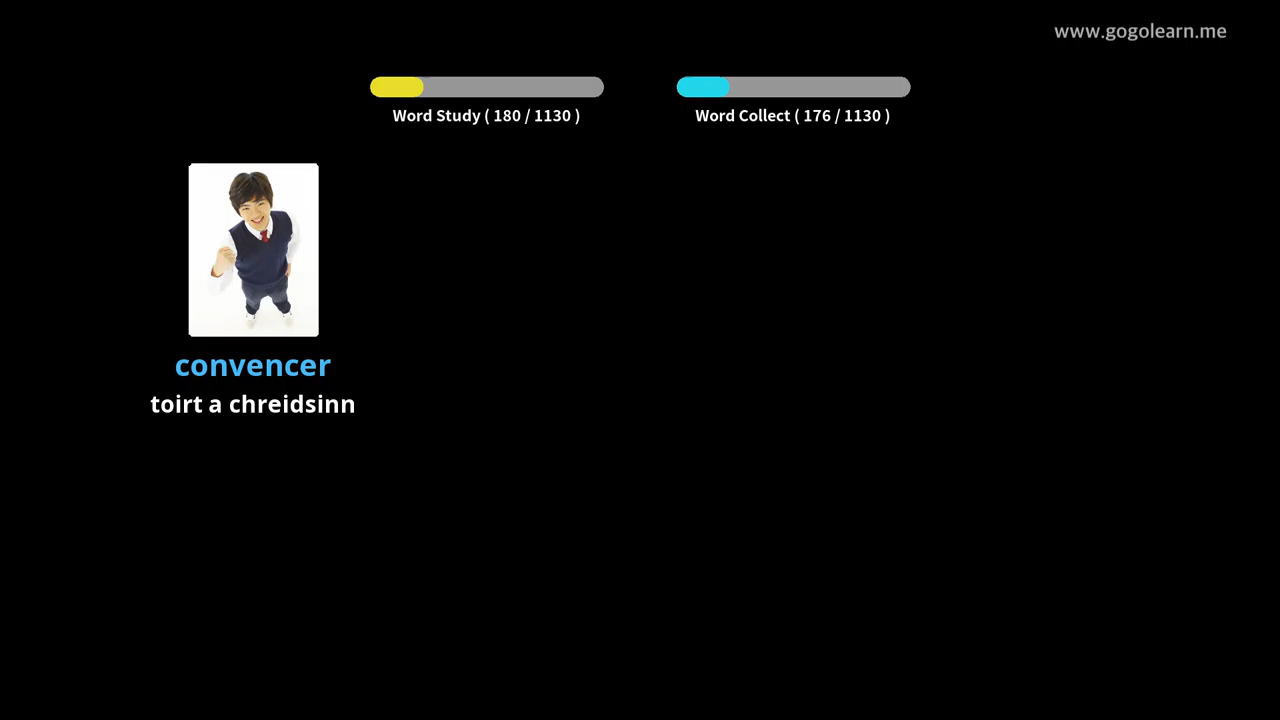 www.gogolearn.me
Word Study ( 180 / 1130 )
Word Collect ( 176 / 1130 )
convencer
toirt a chreidsinn